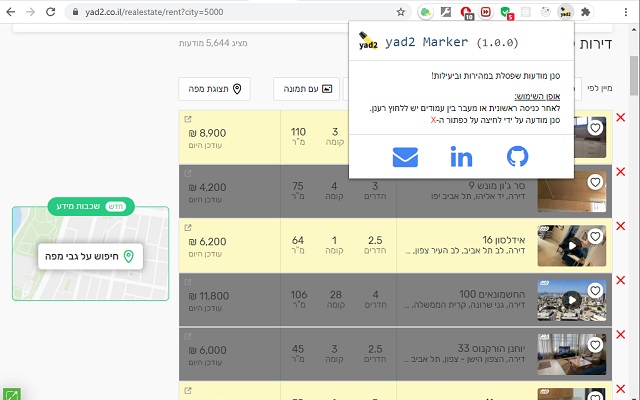 yad2.co.il/realestate/rent?city=5000
10
5
yad2 Marker (1.0.0)
yad2
סנן מודעות שפסלת במהירות וביעילות!
אופן השימוש:
לאחר כניסה ראשונית או מעבר בין עמודים יש ללחוץ רענן.
סנן מודעה על ידי לחיצה על כפתור ה-X
מציג 5,644 מודעות
מיין לפי
עם תמונה
תצוגת מפה
3
קומה
110
מ"ר
8,900 ₪
עודכן היום
סר ג'ון מונש 9
דירה, יד אליהו, תל אביב יפו
3
חדרים
4
קומה
75
מ"ר
4,200 ₪
עודכן היום
שכבות מידע
חדש
חיפוש על גבי מפה
אידלסון 16
דירה, לב תל אביב, לב העיר צפון, ...
2.5
חדרים
1
קומה
64
מ"ר
6,200 ₪
עודכן היום
החשמונאים 100
דירה, גני שרונה, קרית הממשלה, ...
4
חדרים
28
קומה
106
מ"ר
11,800 ₪
עודכן היום
יוחנן הורקנוס 33
דירה, הצפון הישן - צפון, תל אביב ...
2.5
חדרים
3
קומה
45
מ"ר
6,000 ₪
עודכן היום